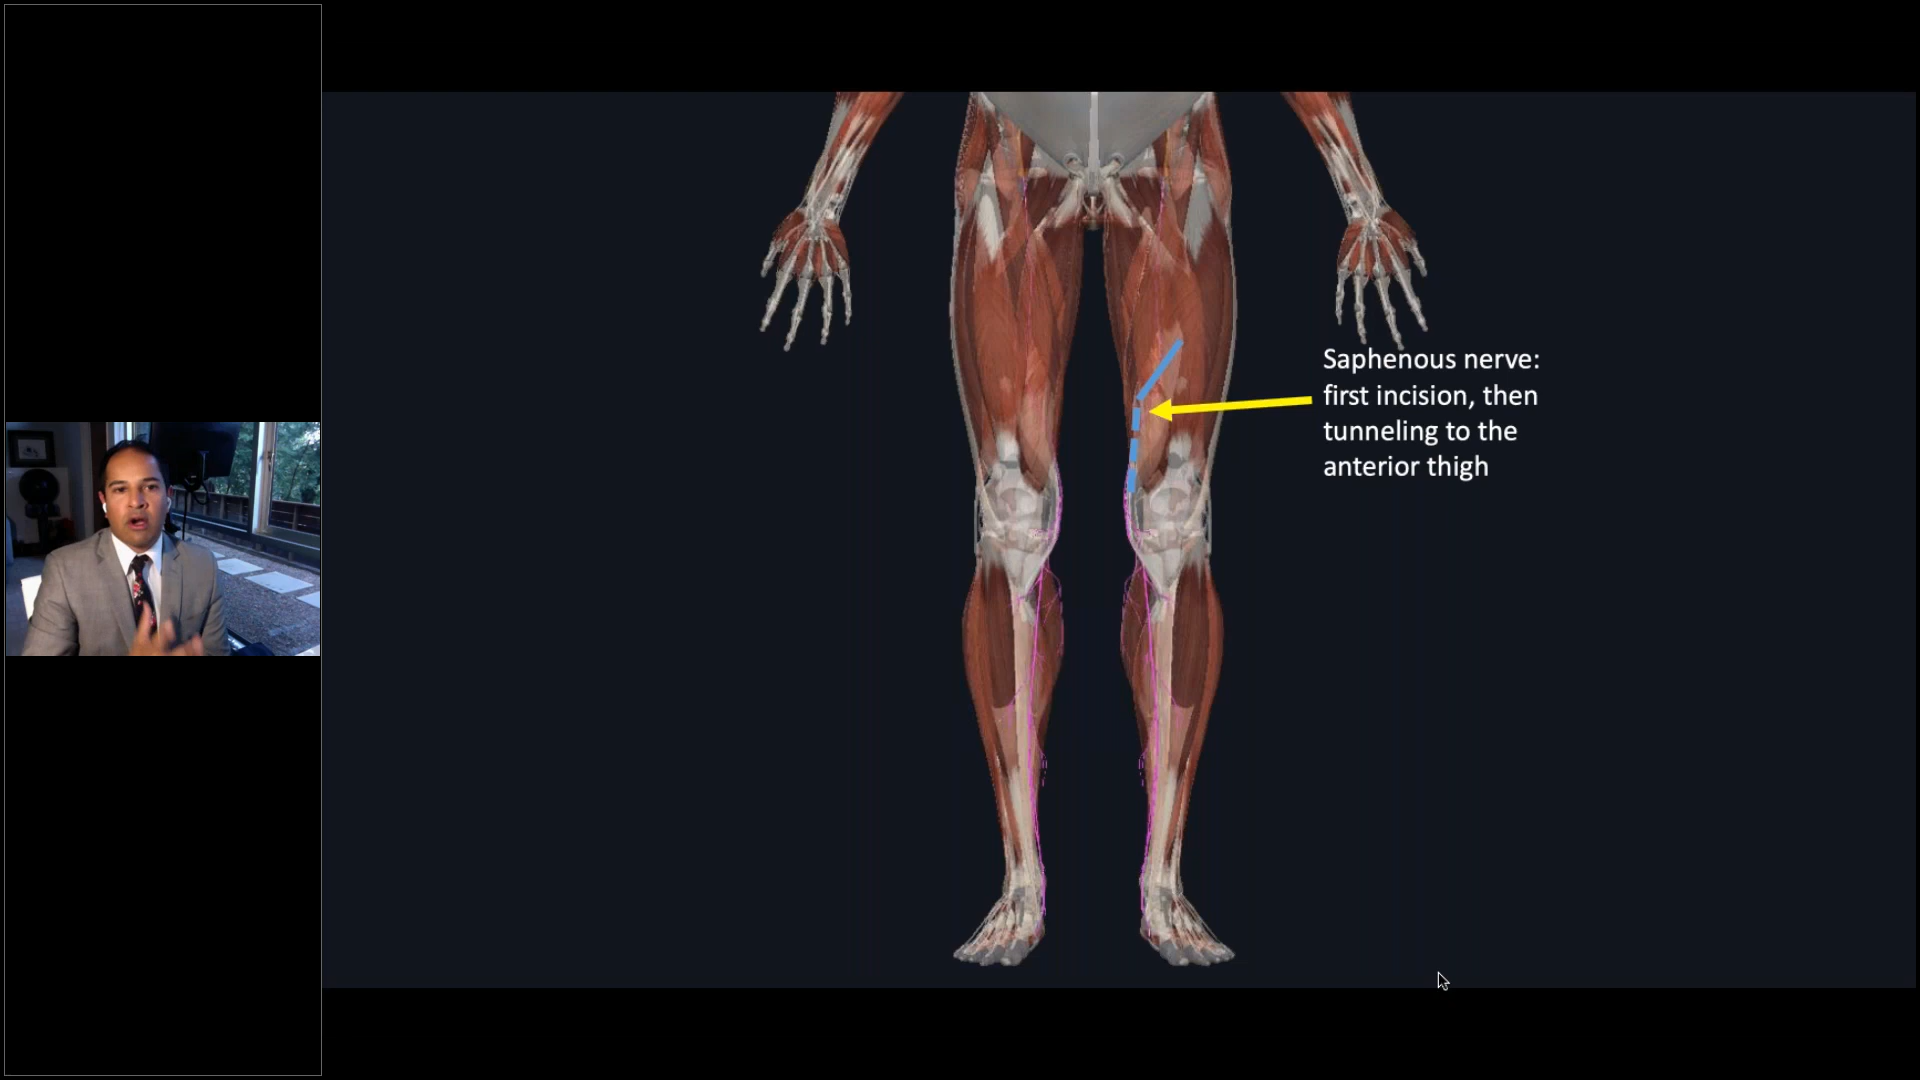 Saphenous nerve:
first incision, then
tunneling to the
anterior thigh